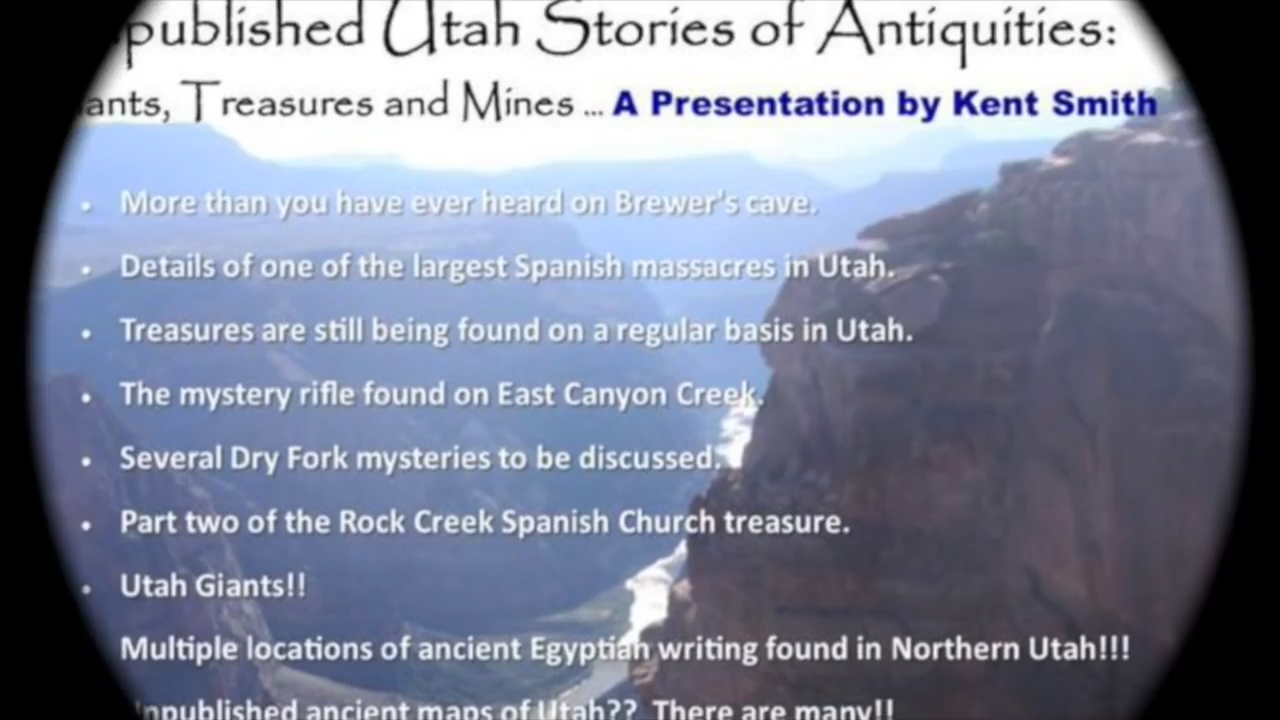 published Utah Stories of Antiquities:
ants, Treasures and Mines ... A Presentation by Kent Smith
• More than you have ever heard on Brewer's cave.
• Details of one of the largest Spanish massacres in Utah.
• Treasures are still being found on a regular basis in Utah.
• The mystery rifle found on East Canyon Creek.
• Several Dry Fork mysteries to be discussed.
• Part two of the Rock Creek Spanish Church treasure.
• Utah Giants!!
Multiple locations of ancient Egyptian writing found in Northern Utah!!!
npublished ancient maps of Utah?? There are many!!